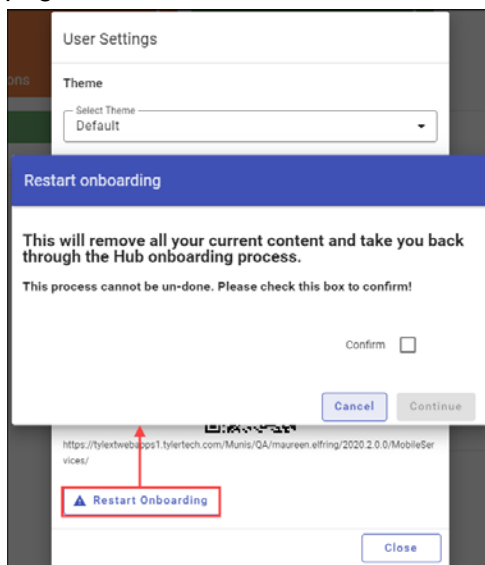 User Settings
ons
Theme
Select Theme
Default
Restart onboarding
This will remove all your current content and take you back
through the Hub onboarding process.
This process cannot be un-done. Please check this box to confirm!
Confirm
Cancel Continue
https://tylextwebapps1.tylertech.com/Munis/QA/maureen.elfring/2020.2.0.0/MobileSer
vices/
Restart Onboarding
Close